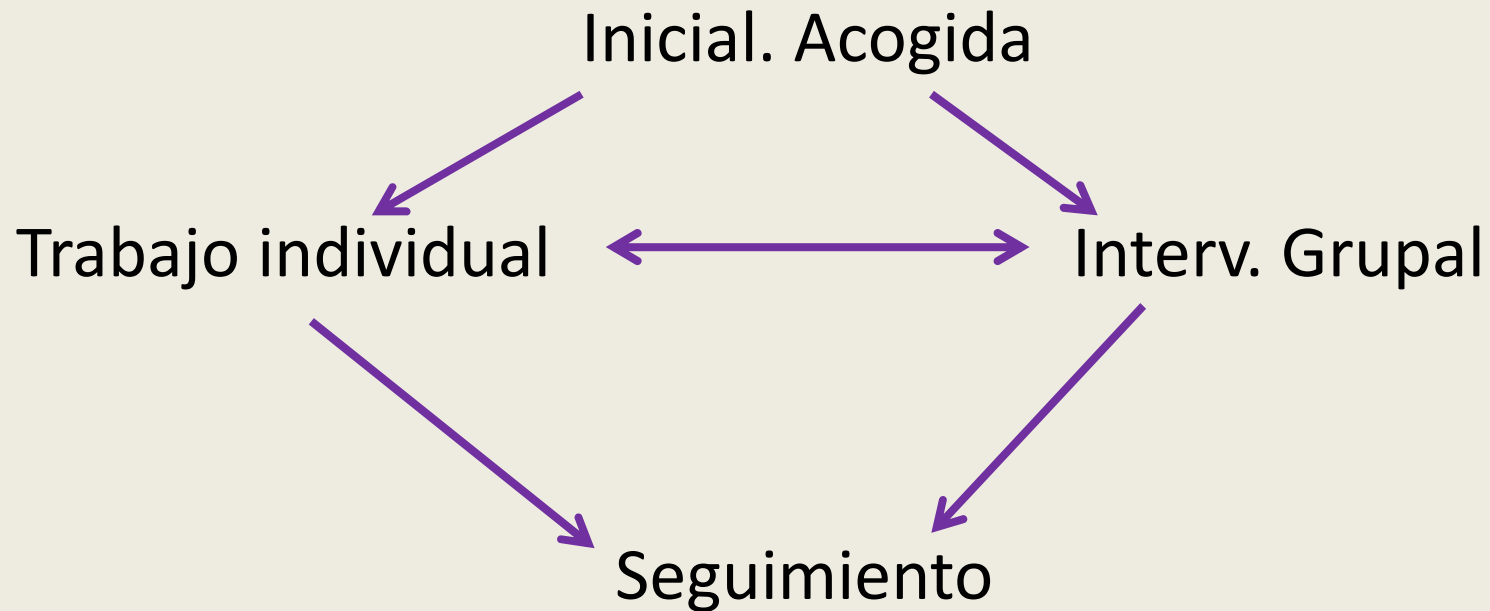 Inicial. Acogida
Trabajo individual
Interv. Grupal
Seguimiento